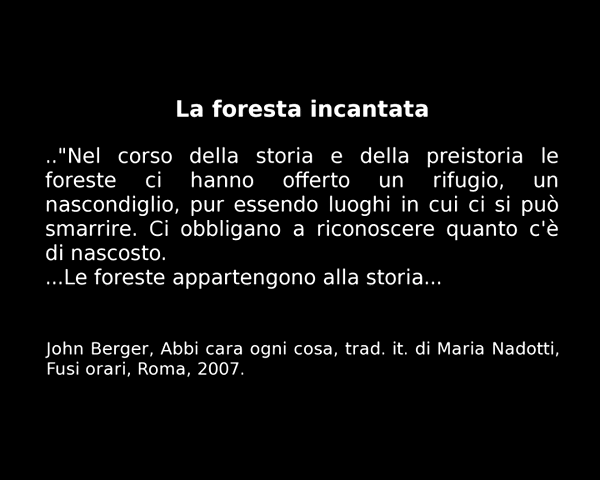 La foresta incantata
.."Nel corso della storia e della preistoria le
foreste ci hanno offerto un rifugio, un
nascondiglio, pur essendo luoghi in cui ci si può
smarrire. Ci obbligano a riconoscere quanto c'è
di nascosto.
...Le foreste appartengono alla storia...
John Berger, Abbi cara ogni cosa, trad. it. di Maria Nadotti,
Fusi orari, Roma, 2007.